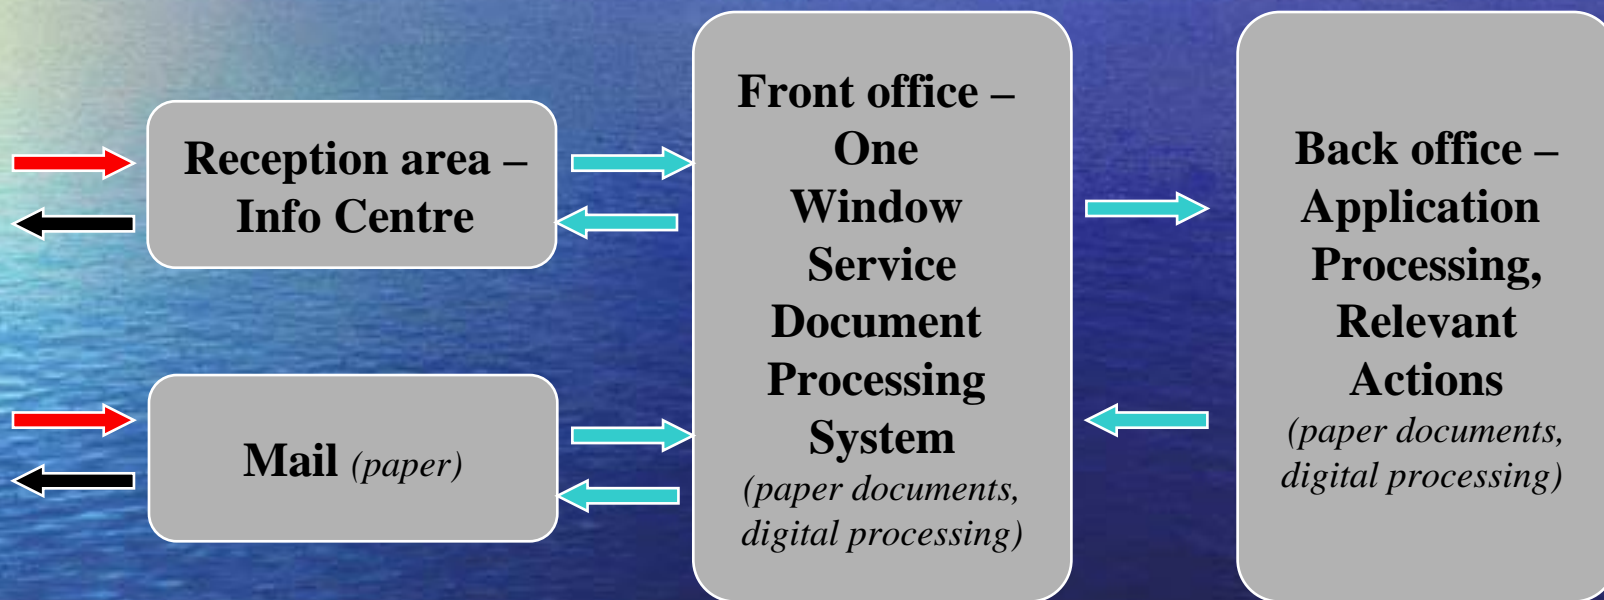 Reception area –
Info Centre
Mail (paper)
Front office –
One
Window
Service
Document
Processing
System
(paper documents,
digital processing)
Back office –
Application
Processing,
Relevant
Actions
(paper documents,
digital processing)